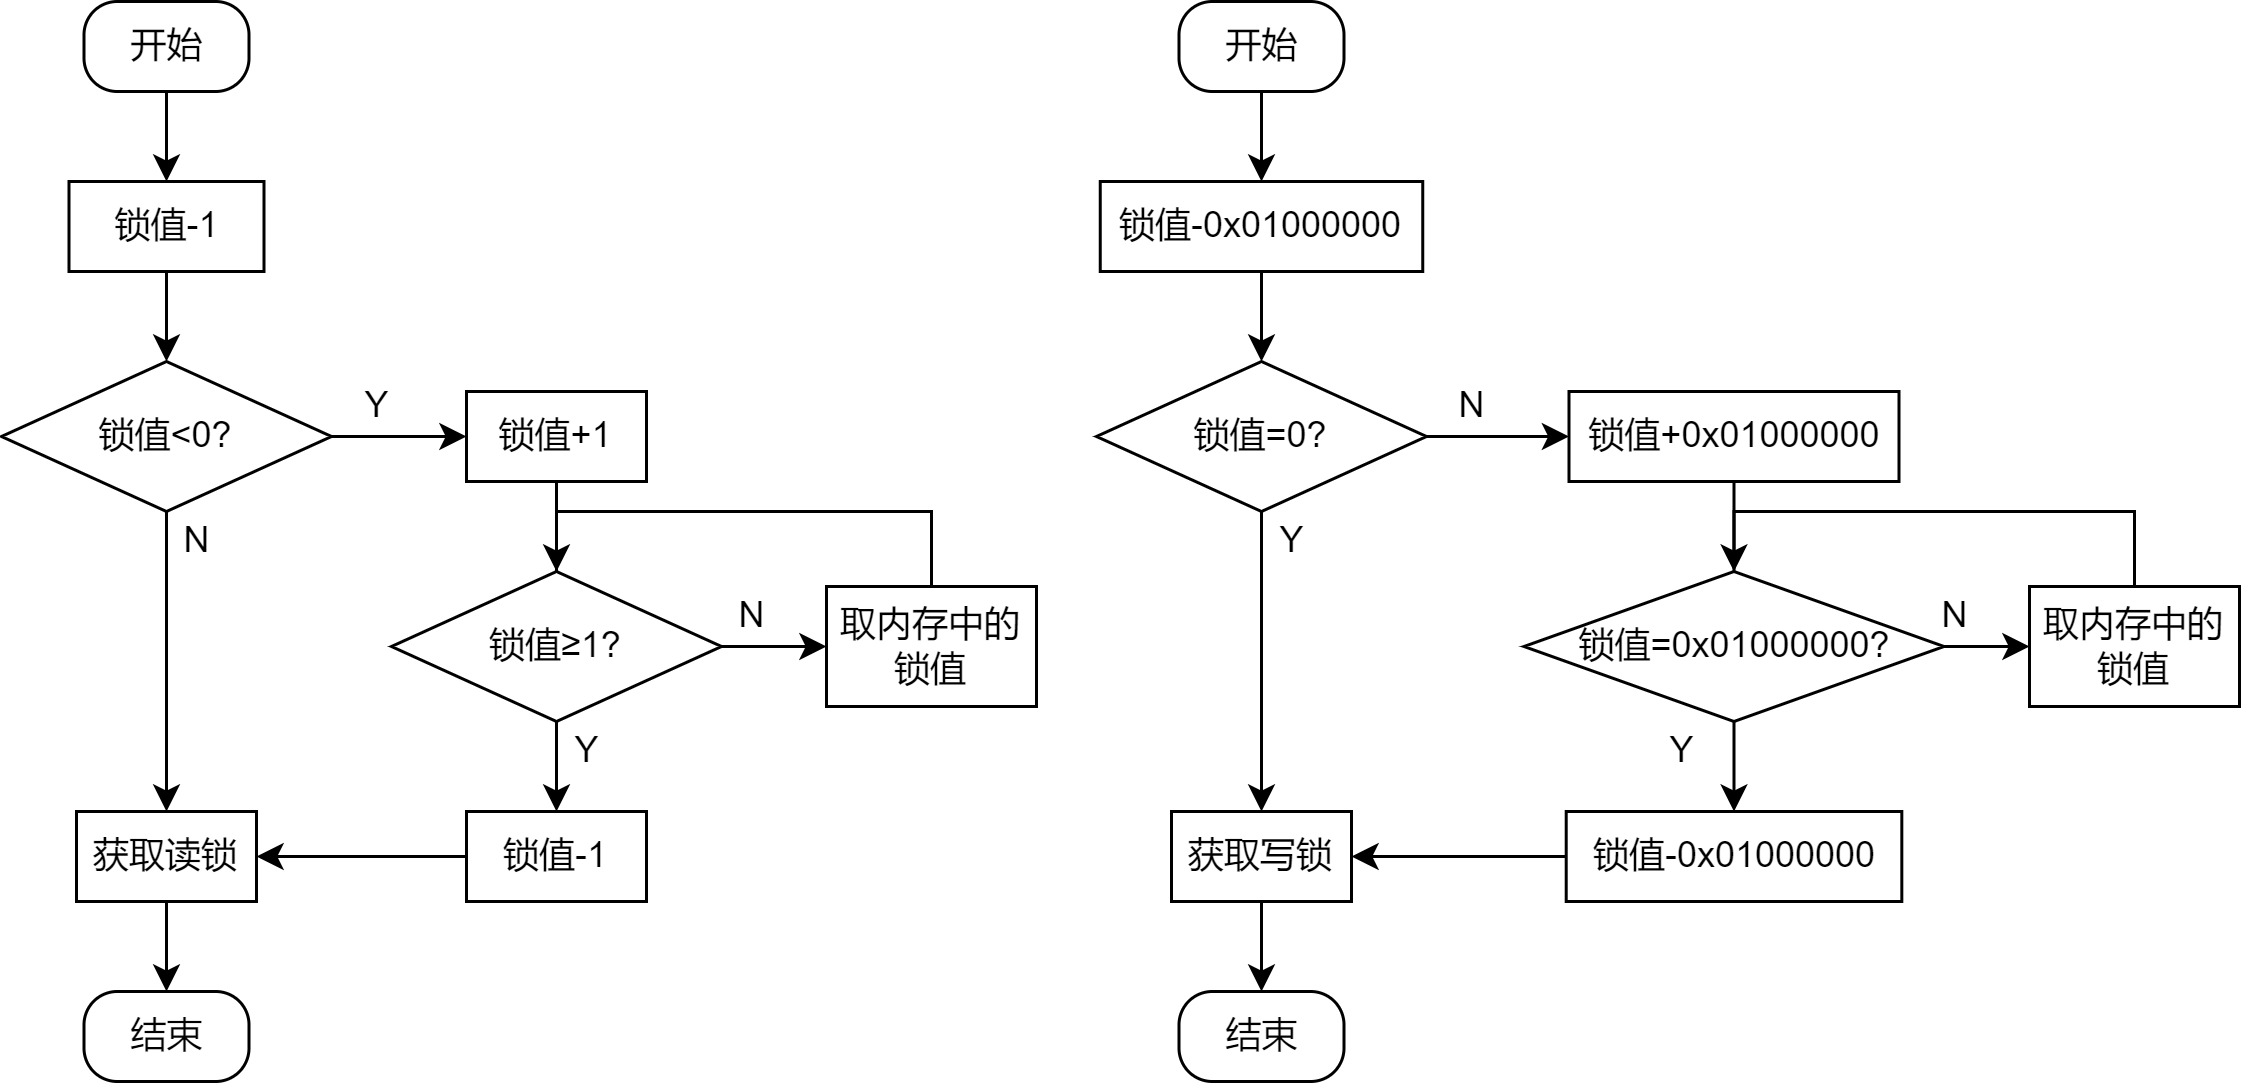 开始
锁值-1
锁值<0?
Y
锁值+1
N
锁值≥1?
N
取内存中的
锁值
Y
锁值-1
获取读锁
结束
开始
锁值-0x01000000
锁值=0?
N
锁值+0x01000000
Y
锁值=0x01000000?
N
取内存中的
锁值
Y
锁值-0x01000000
获取写锁
结束